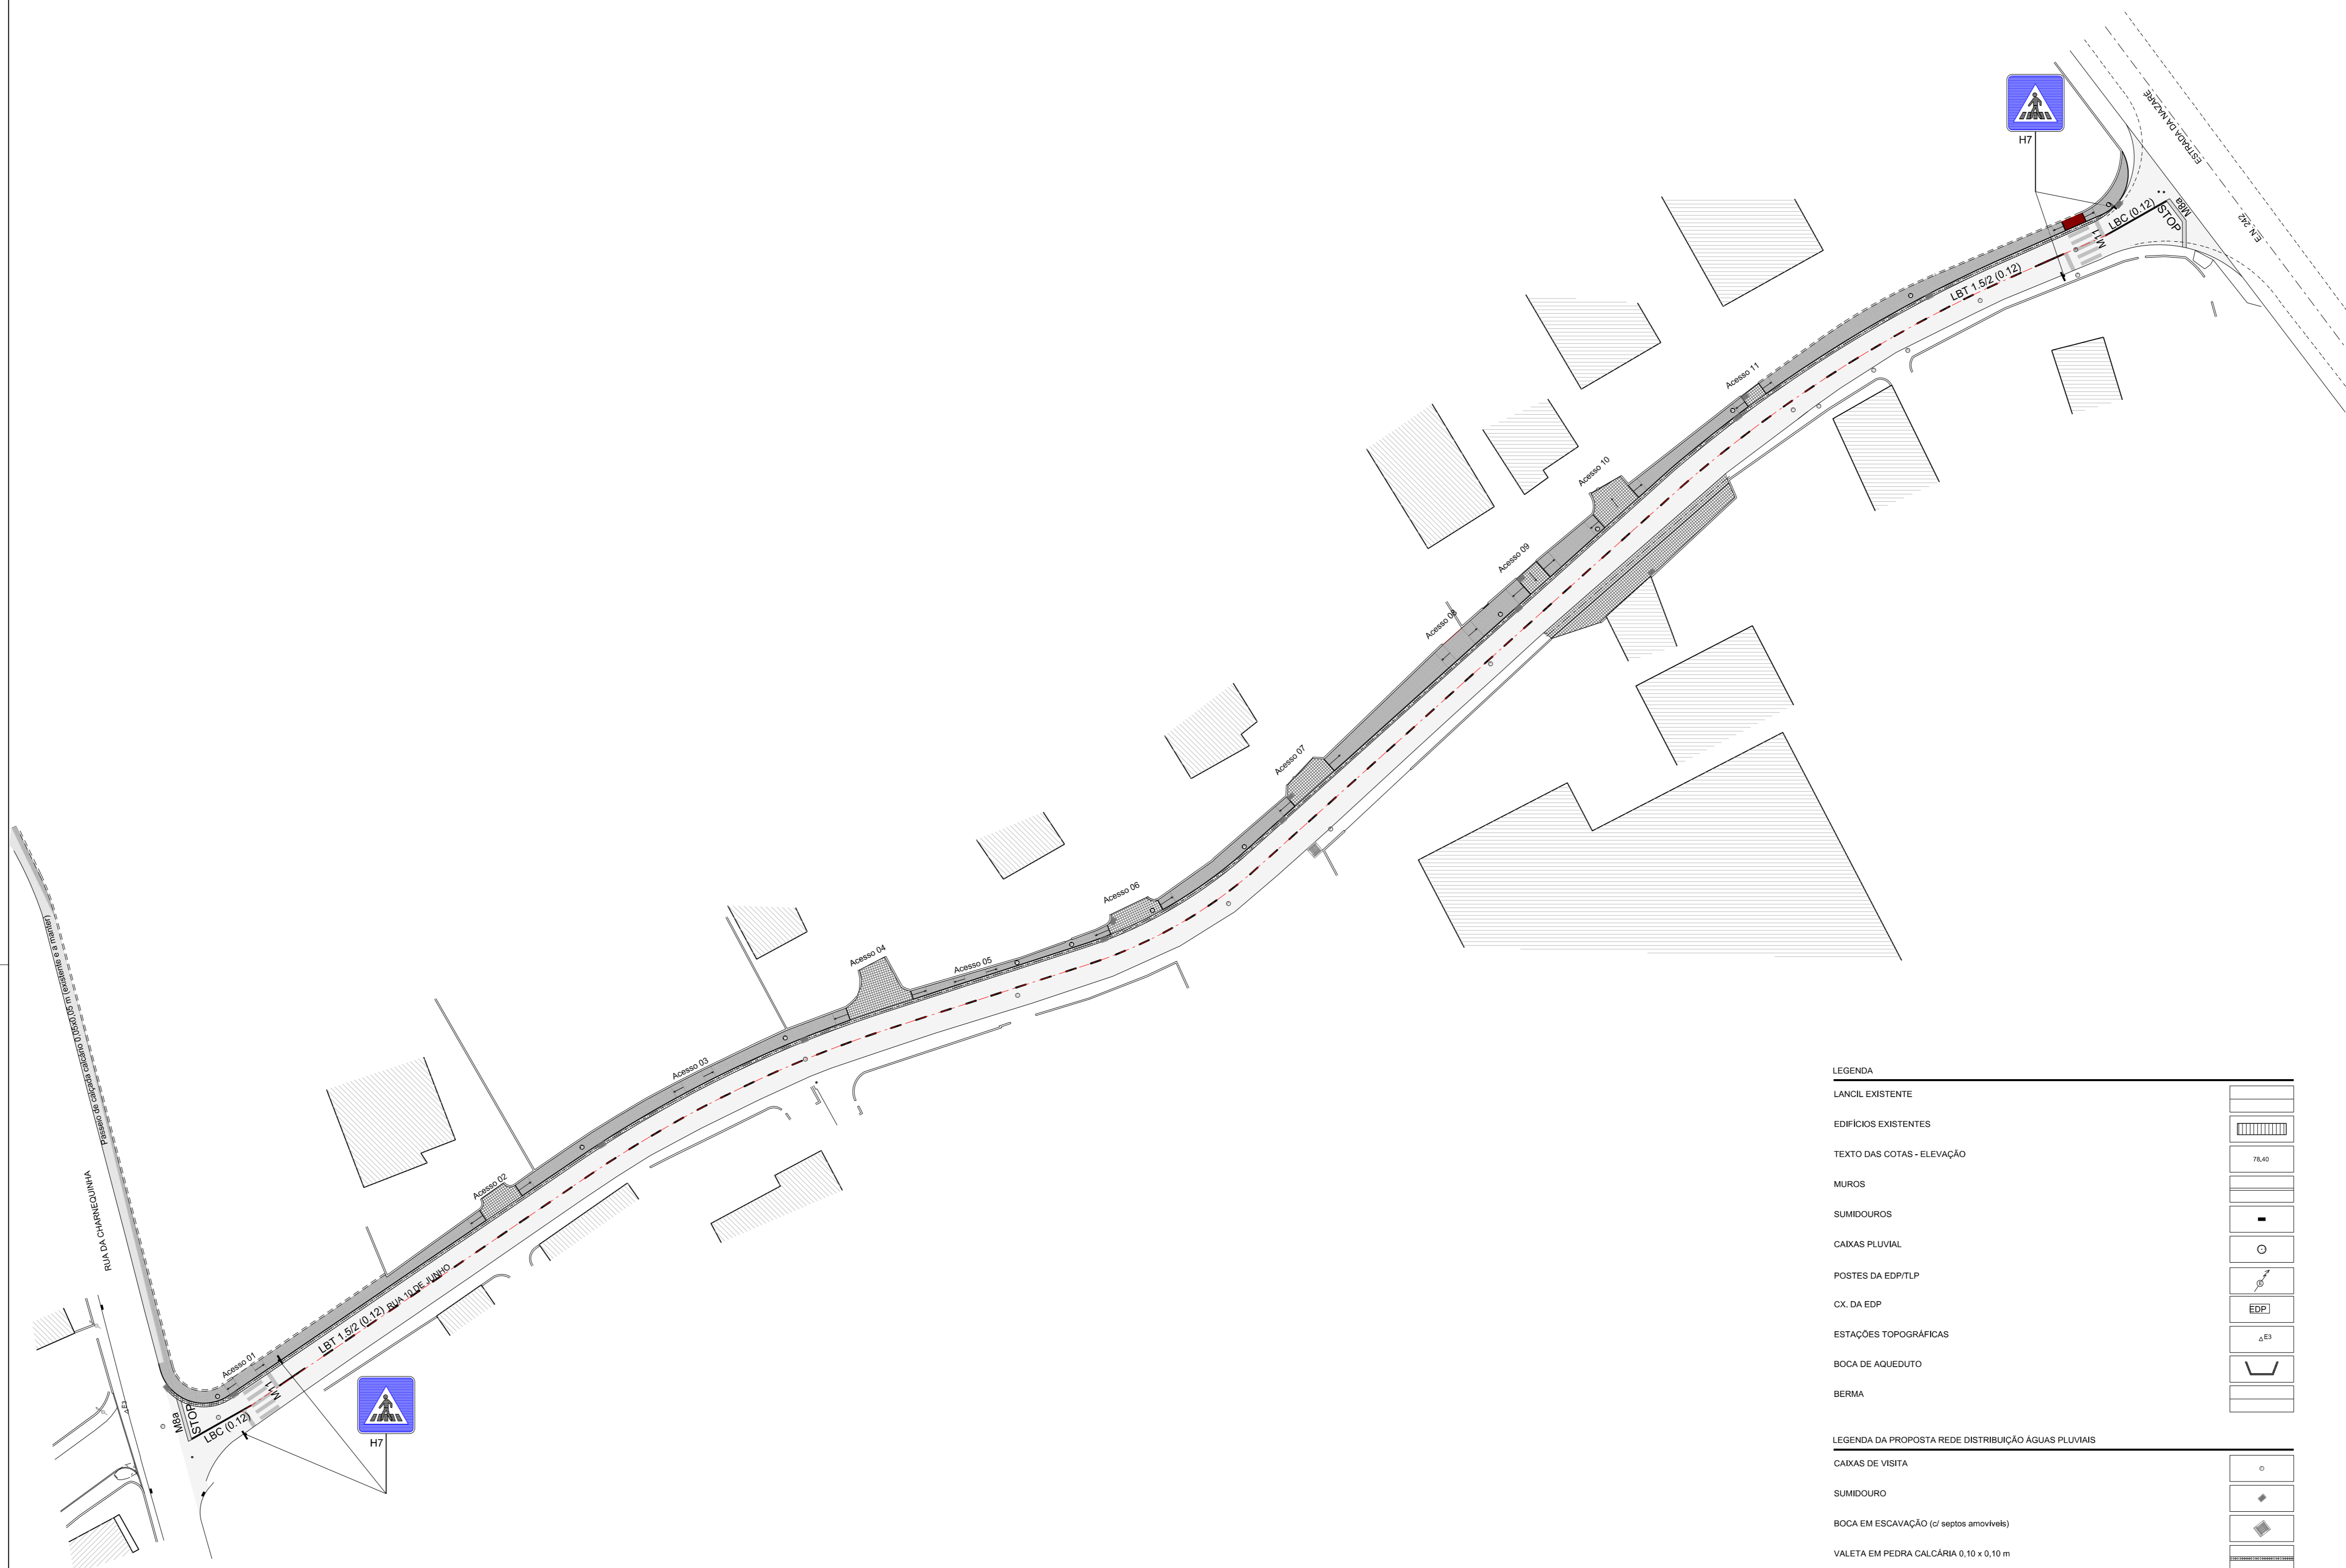 ESTRADA DA NAZARÉ
E.N. 242
H7
M8a
STOP
LBC (0.12)
M11
LBT 1.5/2 (0.12)
Acesso 11
Acesso 10
Acesso 09
Acesso 08
Acesso 07
Acesso 06
Acesso 05
Acesso 04
Acesso 03
Acesso 02
Acesso 01
RUA 10 DE JUNHO
LBT 1.5/2 (0.12)
M11
LBC (0.12)
STOP
M8a
H7
Passeio de calçada calcário 0,05x0,05 m (existente e a manter)
RUA DA CHARNEQUINHA
E3
LEGENDA
LANCIL EXISTENTE
EDIFÍCIOS EXISTENTES
TEXTO DAS COTAS - ELEVAÇÃO
78,40
MUROS
SUMIDOUROS
CAIXAS PLUVIAL
POSTES DA EDP/TLP
CX. DA EDP
EDP
ESTAÇÕES TOPOGRÁFICAS
E3
BOCA DE AQUEDUTO
BERMA
LEGENDA DA PROPOSTA REDE DISTRIBUIÇÃO ÁGUAS PLUVIAIS
CAIXAS DE VISITA
SUMIDOURO
BOCA EM ESCAVAÇÃO (c/ septos amovíveis)
VALETA EM PEDRA CALCÁRIA 0,10 x 0,10 m